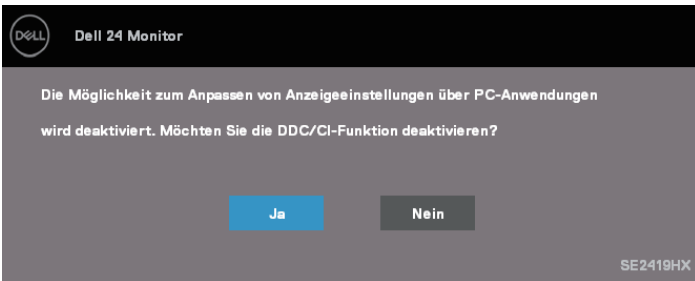 DELL
Dell 24 Monitor
Die Möglichkeit zum Anpassen von Anzeigeeinstellungen über PC-Anwendungen
wird deaktiviert. Möchten Sie die DDC/CI-Funktion deaktivieren?
Ja
Nein
SE2419HX